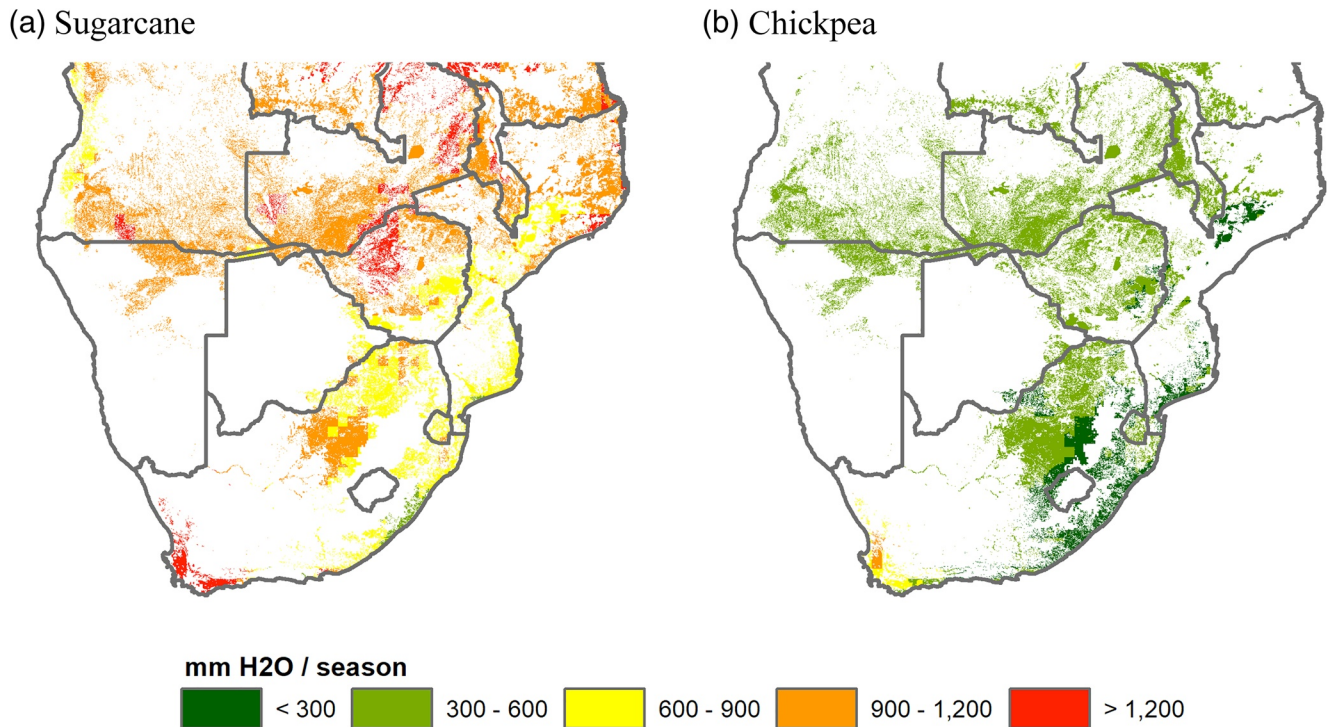 (a) Sugarcane
(b) Chickpea
mm H2O / season
< 300
300 - 600
600 - 900
900 - 1,200
> 1,200